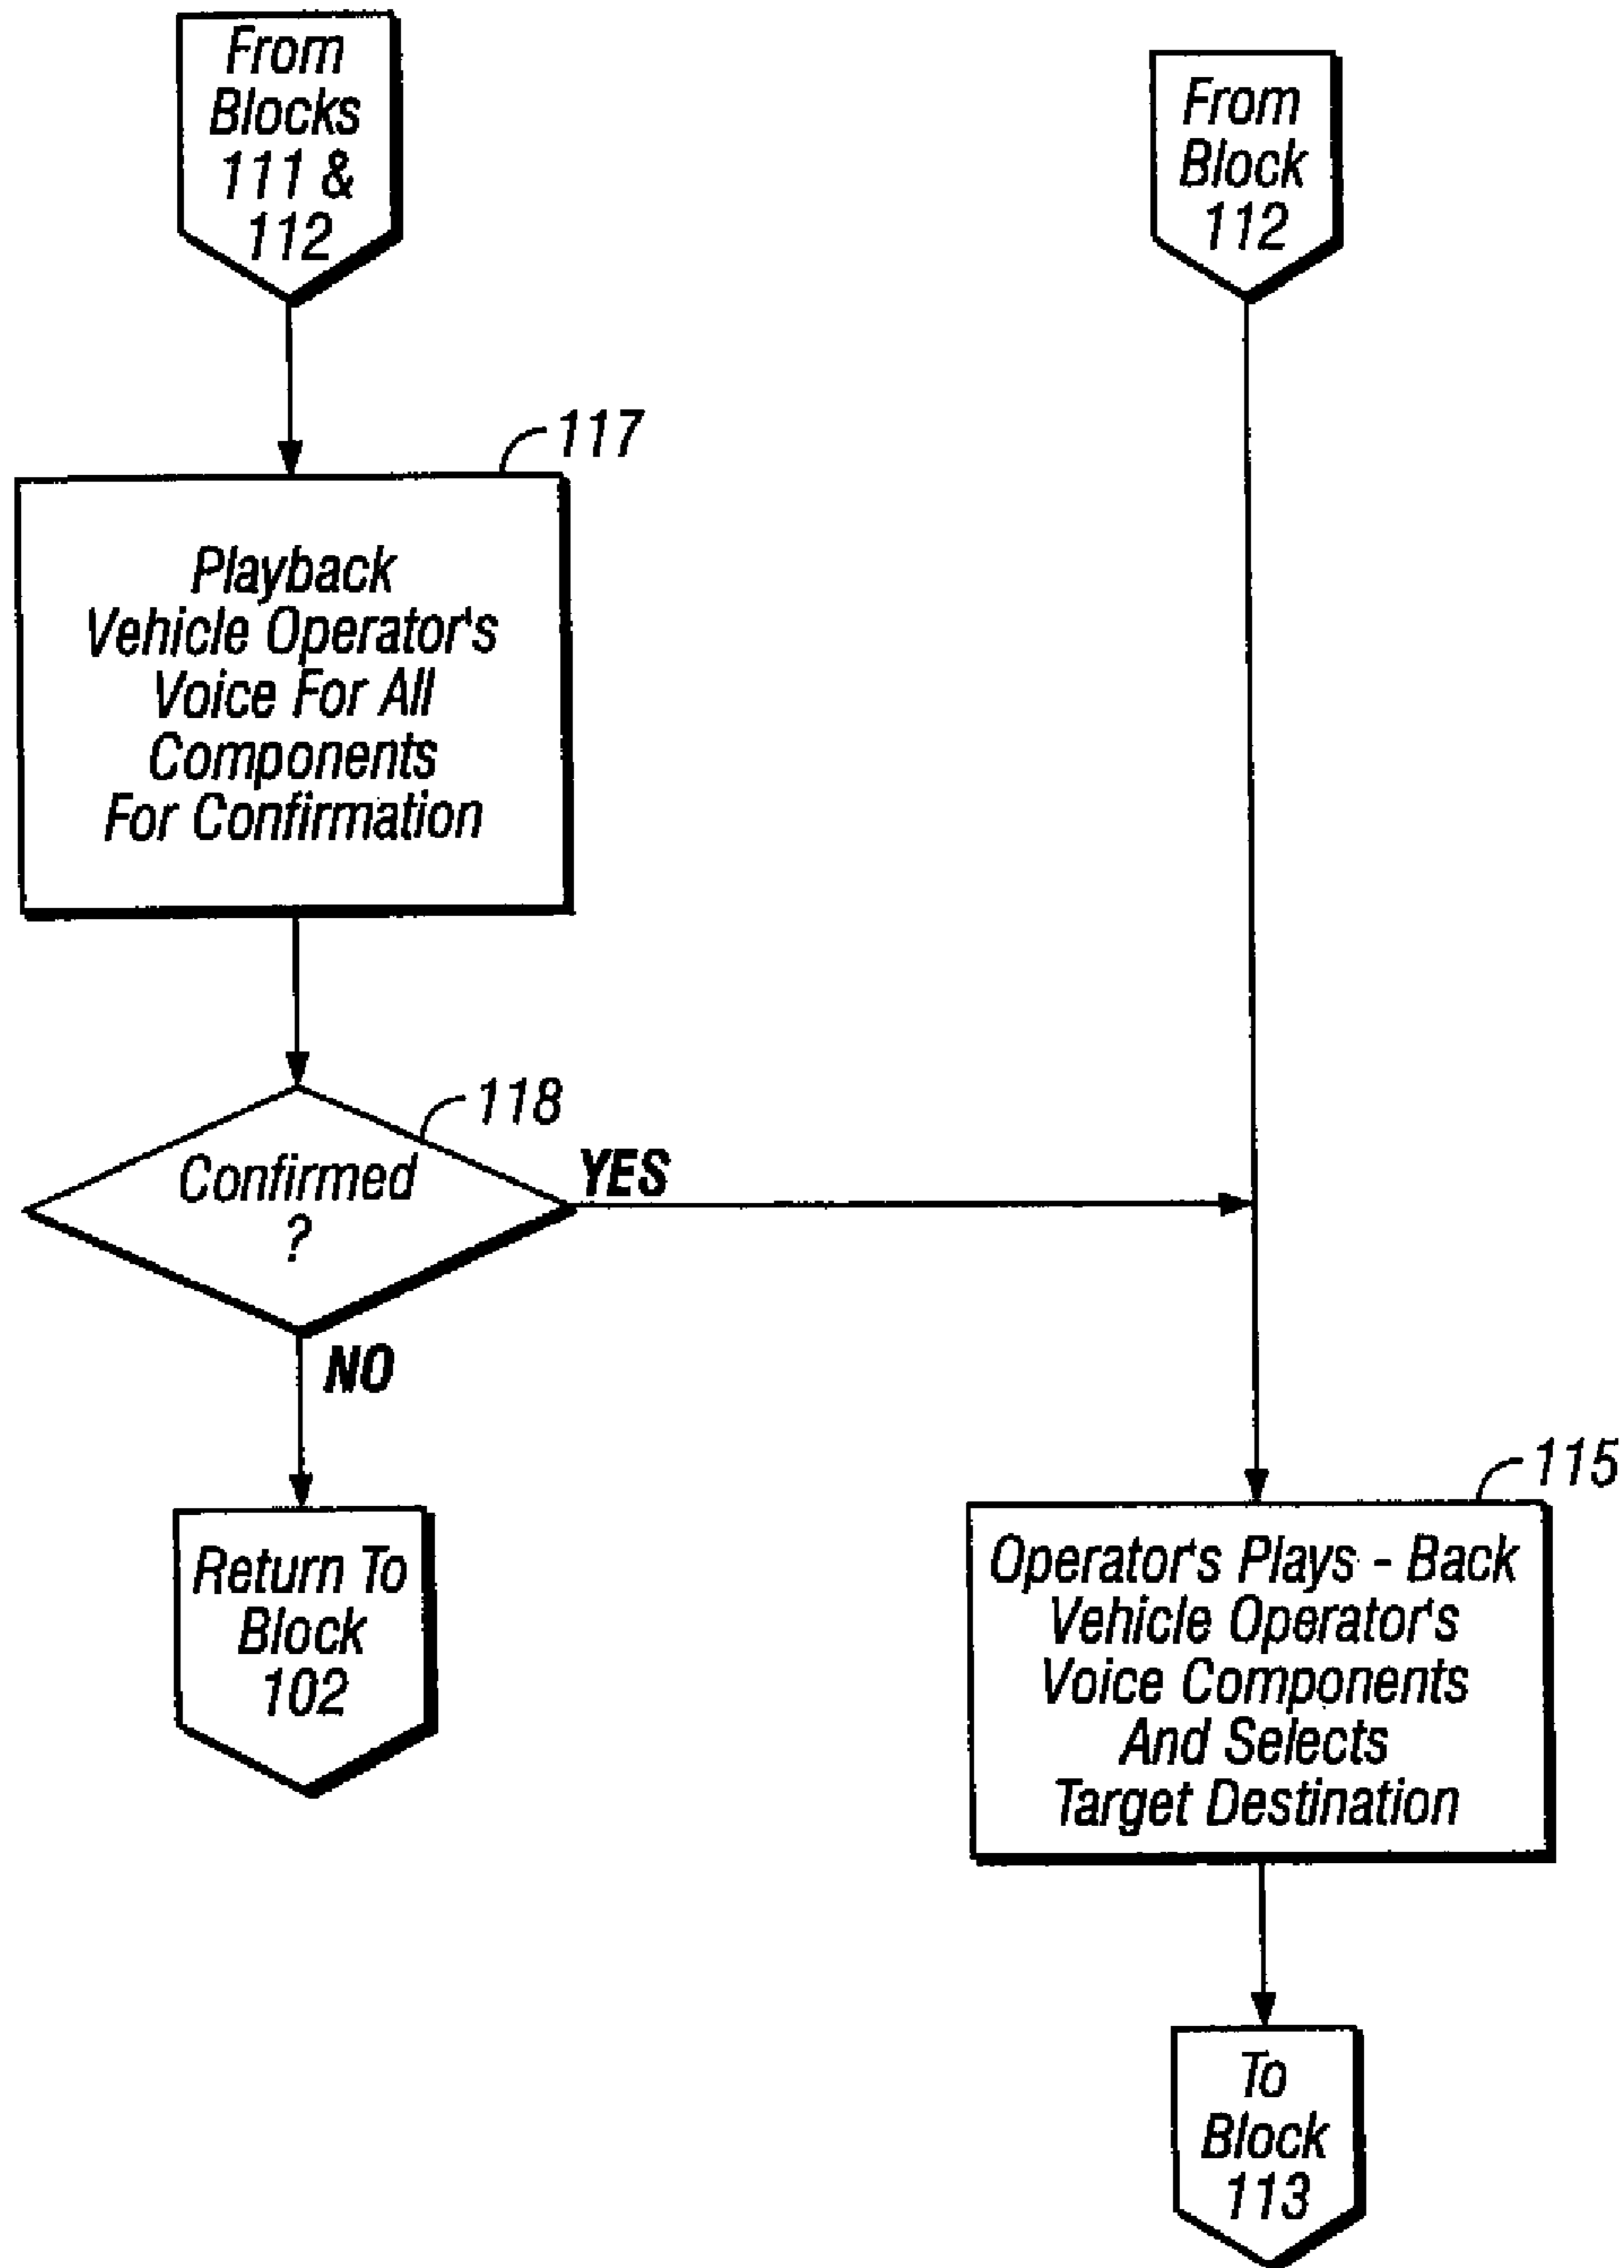 From
Blocks
111 &
112
From
Block
112
117
Playback
Vehicle Operator's
Voice For All
Components
For Confirmation
118
Confirmed
?
YES
NO
Return To
Block
102
115
Operator's Plays - Back
Vehicle Operator's
Voice Components
And Selects
Target Destination
To
Block
113